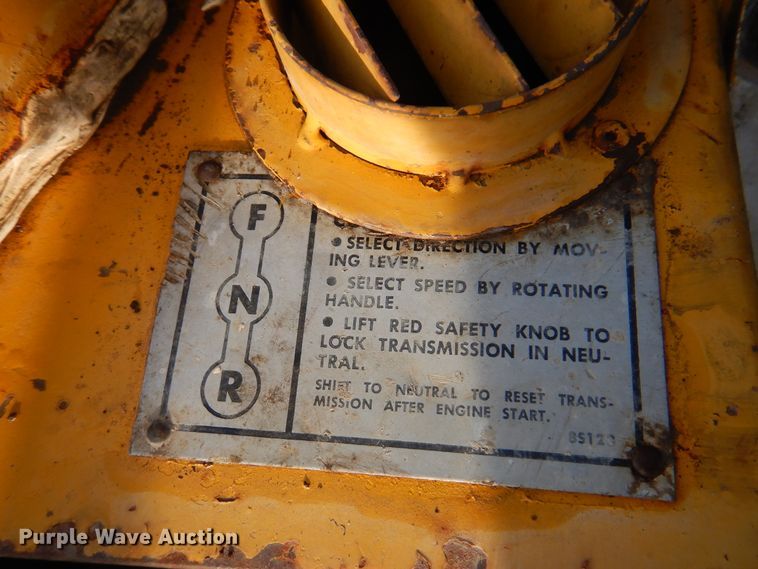 F
N
R
• SELECT DIRECTION BY MOV-
ING LEVER.
• SELECT SPEED BY ROTATING
HANDLE.
• LIFT RED SAFETY KNOB TO
LOCK TRANSMISSION IN NEU-
TRAL.
SHIFT TO NEUTRAL TO RESET TRANS-
MISSION AFTER ENGINE START.
Purple Wave Auction